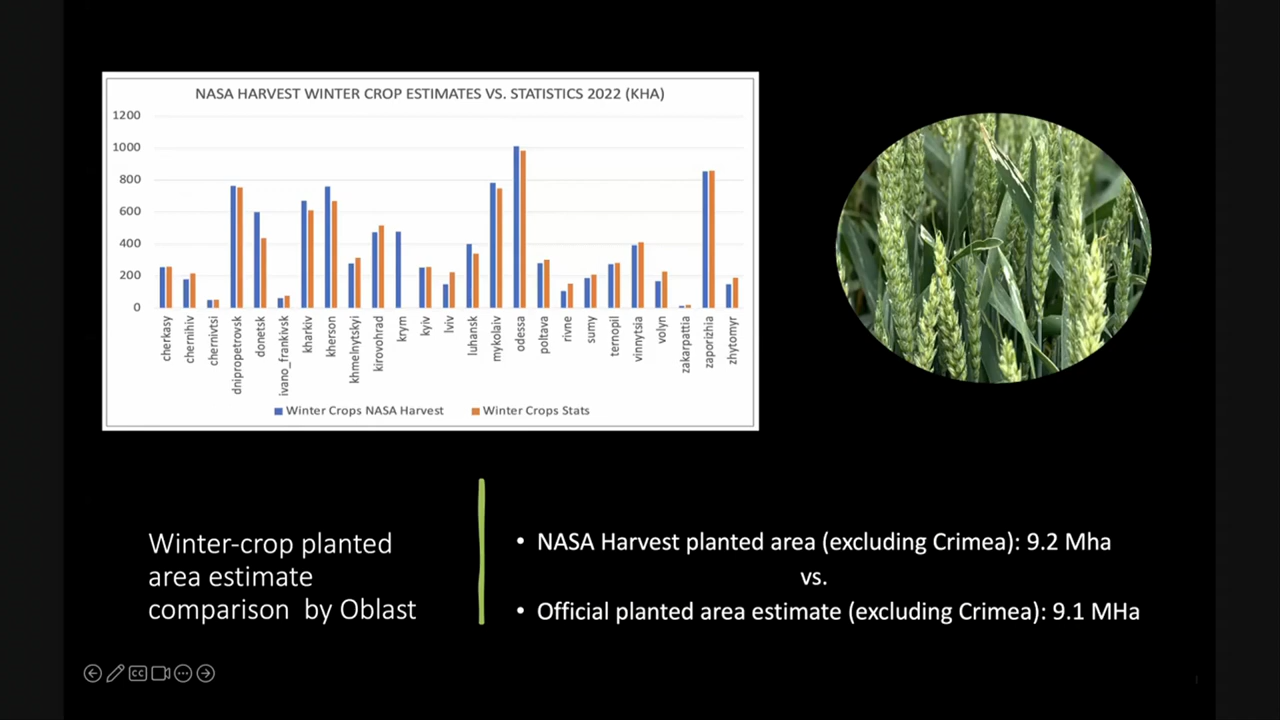 NASA HARVEST WINTER CROP ESTIMATES VS. STATISTICS 2022 (KHA)
1200
1000
800
600
400
200
0
cherkasy
chernihiv
chernivtsi
dnipropetrovsk
donetsk
ivano_frankivsk
kharkiv
kherson
khmelnytskyi
kirovohrad
krym
kyiv
lviv
luhansk
mykolaiv
odessa
poltava
rivne
sumy
ternopil
vinnytsia
volyn
zakarpattia
zaporizhia
zhytomyr
Winter Crops NASA Harvest
Winter Crops Stats
Winter-crop planted
area estimate
comparison by Oblast
• NASA Harvest planted area (excluding Crimea): 9.2 Mha
vs.
• Official planted area estimate (excluding Crimea): 9.1 MHa
CC